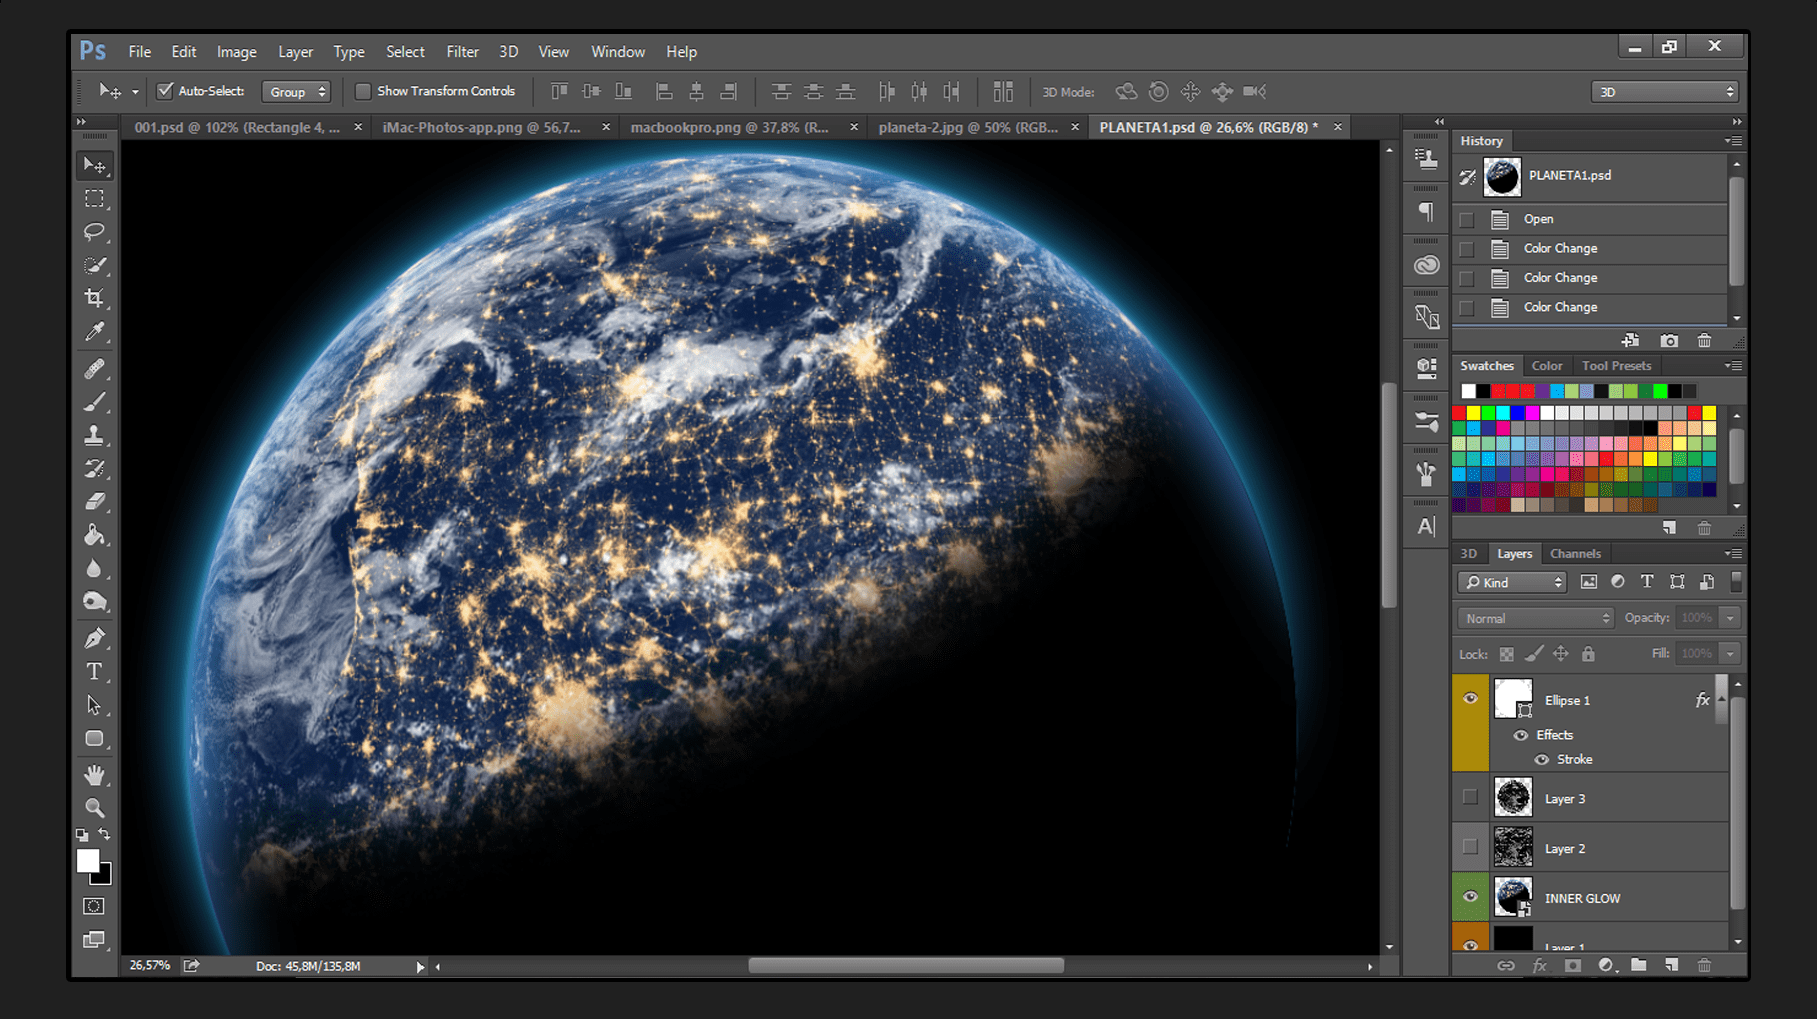 Ps File Edit Image Layer Type Select Filter 3D View Window Help
Auto-Select: Group Show Transform Controls 3D Mode: 3D
001.psd @ 102% (Rectangle 4, ... × iMac-Photos-app.png @ 56,7... × macbookpro.png @ 37,8% (R... × planeta-2.jpg @ 50% (RGB... × PLANETA1.psd @ 26,6% (RGB/8) * ×
History
PLANETA1.psd
Open
Color Change
Color Change
Color Change
Swatches Color Tool Presets
3D Layers Channels
Kind
Normal Opacity: 100%
Lock: Fill: 100%
Ellipse 1 fx
Effects
Stroke
Layer 3
Layer 2
INNER GLOW
Layer 1
26,57% Doc: 45,8M/135,8M